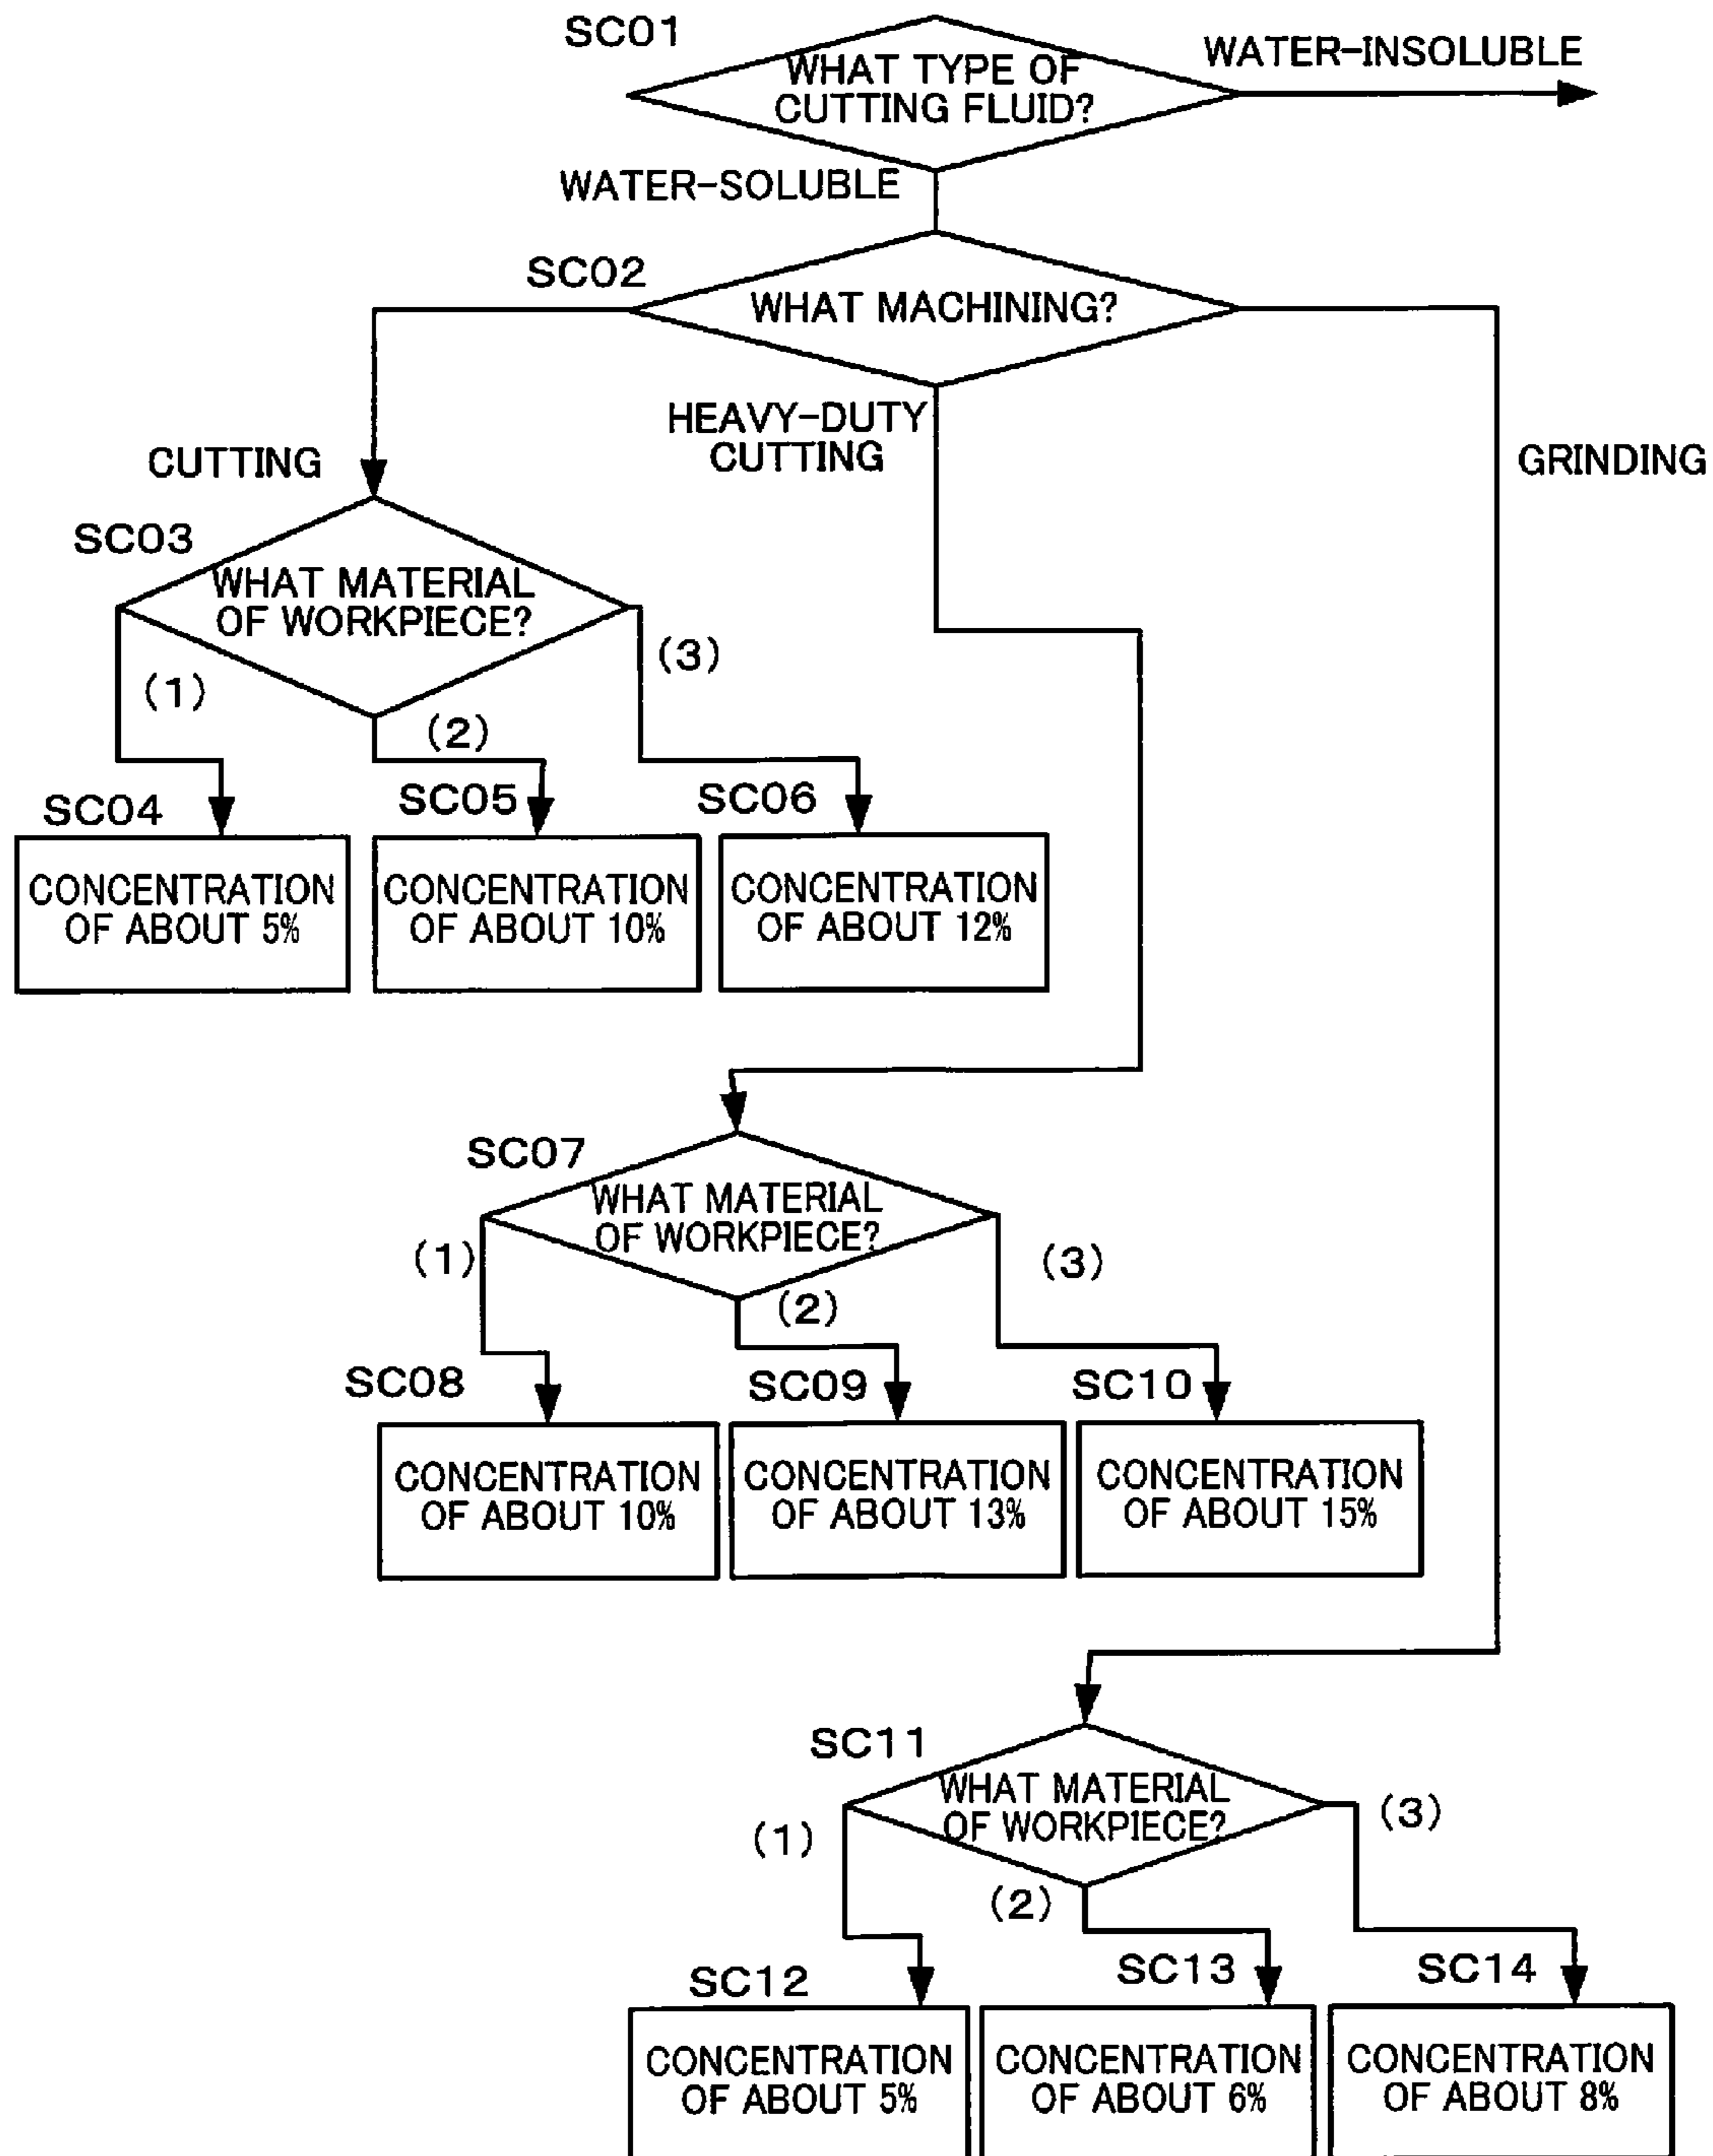 SC01
WHAT TYPE OF
CUTTING FLUID?
WATER-INSOLUBLE
WATER-SOLUBLE
SC02
WHAT MACHINING?
CUTTING
HEAVY-DUTY
CUTTING
GRINDING
SC03
WHAT MATERIAL
OF WORKPIECE?
(1)
(2)
(3)
SC04
CONCENTRATION
OF ABOUT 5%
SC05
CONCENTRATION
OF ABOUT 10%
SC06
CONCENTRATION
OF ABOUT 12%
SC07
WHAT MATERIAL
OF WORKPIECE?
(1)
(2)
(3)
SC08
CONCENTRATION
OF ABOUT 10%
SC09
CONCENTRATION
OF ABOUT 13%
SC10
CONCENTRATION
OF ABOUT 15%
SC11
WHAT MATERIAL
OF WORKPIECE?
(1)
(2)
(3)
SC12
CONCENTRATION
OF ABOUT 5%
SC13
CONCENTRATION
OF ABOUT 6%
SC14
CONCENTRATION
OF ABOUT 8%